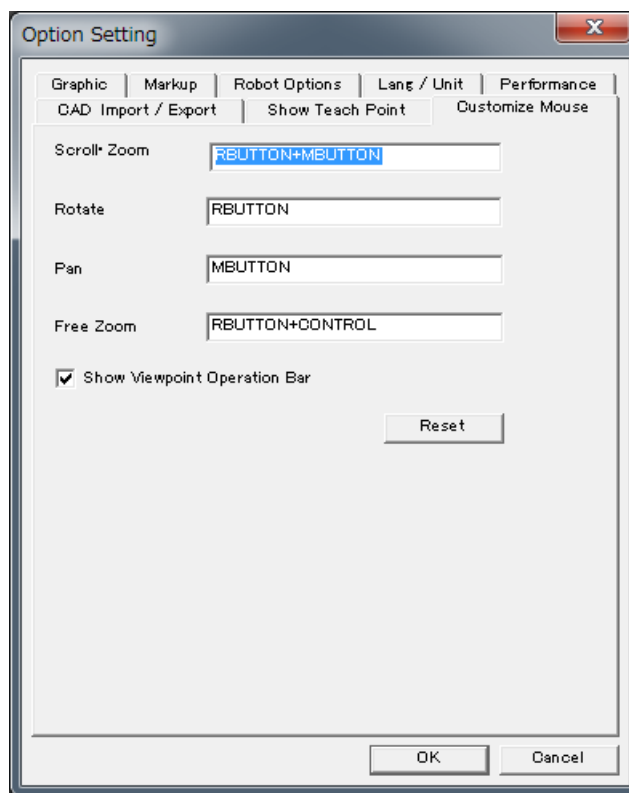 Option Setting
Graphic Markup Robot Options Lang / Unit Performance
CAD Import / Export Show Teach Point Customize Mouse
Scroll･Zoom RBUTTON+MBUTTON
Rotate RBUTTON
Pan MBUTTON
Free Zoom RBUTTON+CONTROL
Show Viewpoint Operation Bar
Reset
OK Cancel